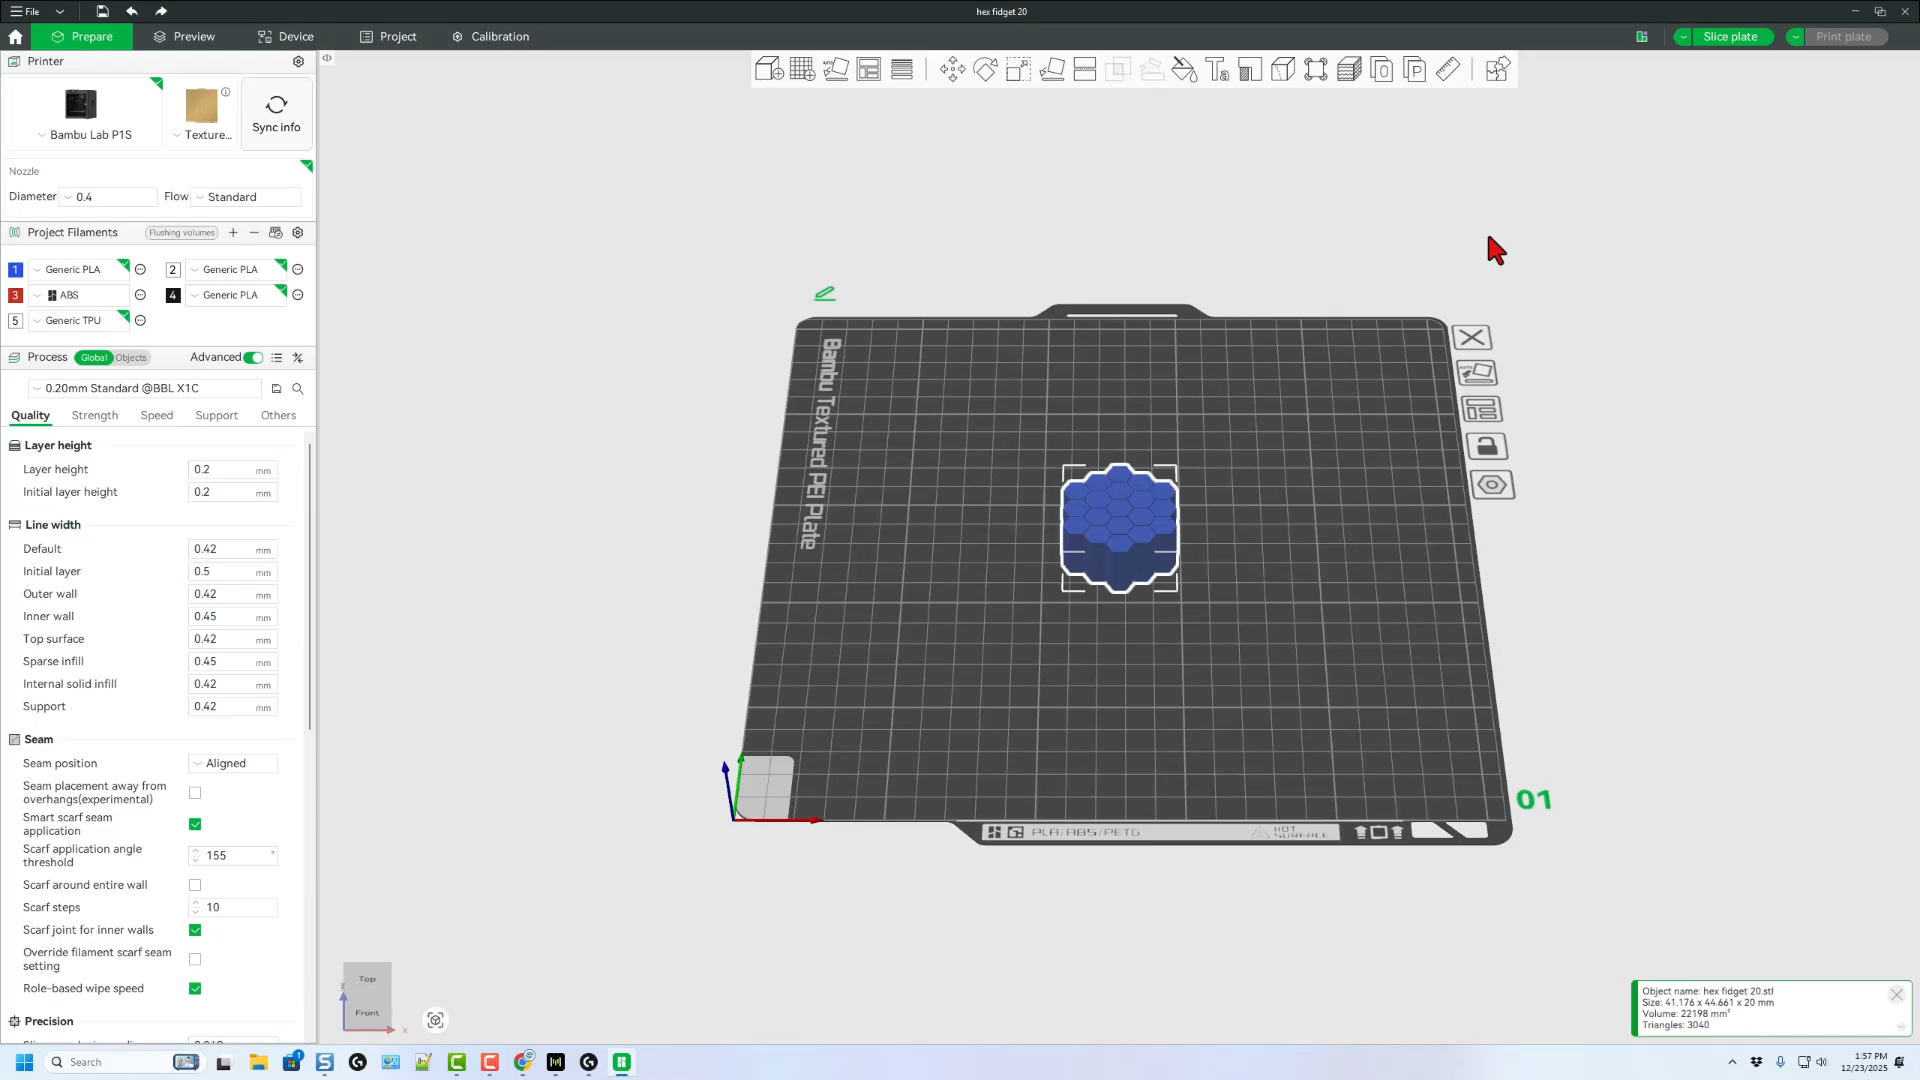 File
hex fidget 20
Prepare
Preview
Device
Project
Calibration
Slice plate
Print plate
Printer
Bambu Lab P1S
Texture...
Sync info
Nozzle
Diameter
0.4
Flow
Standard
Project Filaments
Flushing volumes
1
Generic PLA
2
Generic PLA
3
ABS
4
Generic PLA
5
Generic TPU
Process
Global
Objects
Advanced
0.20mm Standard @BBL X1C
Quality
Strength
Speed
Support
Others
Layer height
Layer height
0.2
mm
Initial layer height
0.2
mm
Line width
Default
0.42
mm
Initial layer
0.5
mm
Outer wall
0.42
mm
Inner wall
0.45
mm
Top surface
0.42
mm
Sparse infill
0.45
mm
Internal solid infill
0.42
mm
Support
0.42
mm
Seam
Seam position
Aligned
Seam placement away from
overhangs(experimental)
Smart scarf seam
application
Scarf application angle
threshold
155
°
Scarf around entire wall
Scarf steps
10
Scarf joint for inner walls
Override filament scarf seam
setting
Role-based wipe speed
Precision
Bambu Textured PEI Plate
AUTO
PLA/ABS/PETG
HOT
SURFACE
01
Top
Front
z
x
Object name: hex fidget 20.stl
Size: 41.176 x 44.661 x 20 mm
Volume: 22198 mm³
Triangles: 3040
Search
1:57 PM
12/23/2025